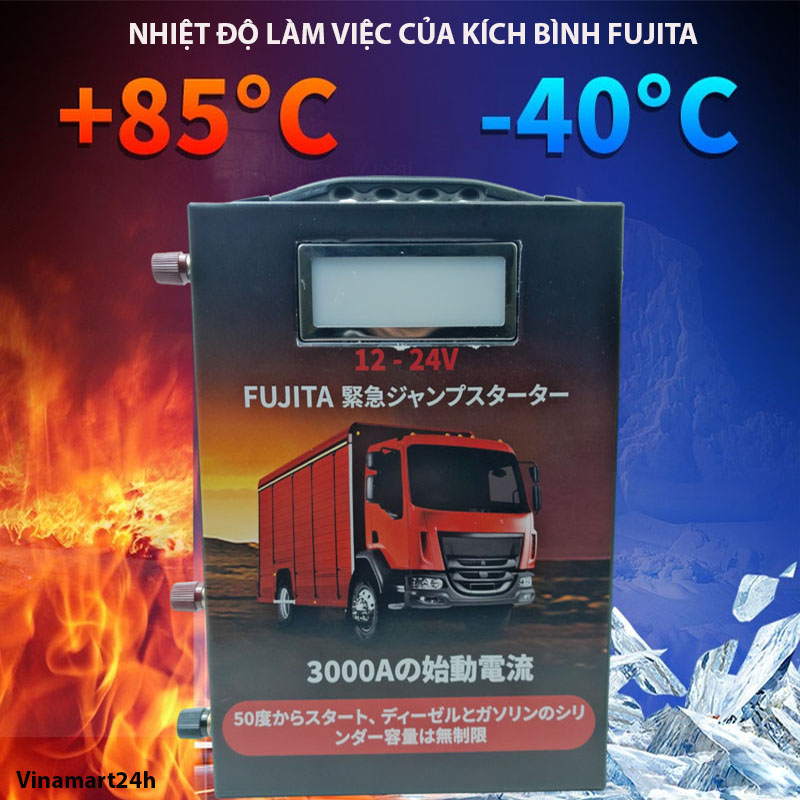 NHIỆT ĐỘ LÀM VIỆC CỦA KÍCH BÌNH FUJITA
+85°C
-40°C
12 - 24V
FUJITA 緊急ジャンプスターター
3000Aの始動電流
50度からスタート、ディーゼルとガソリンのシリ
ンダー容量は無制限
Vinamart24h